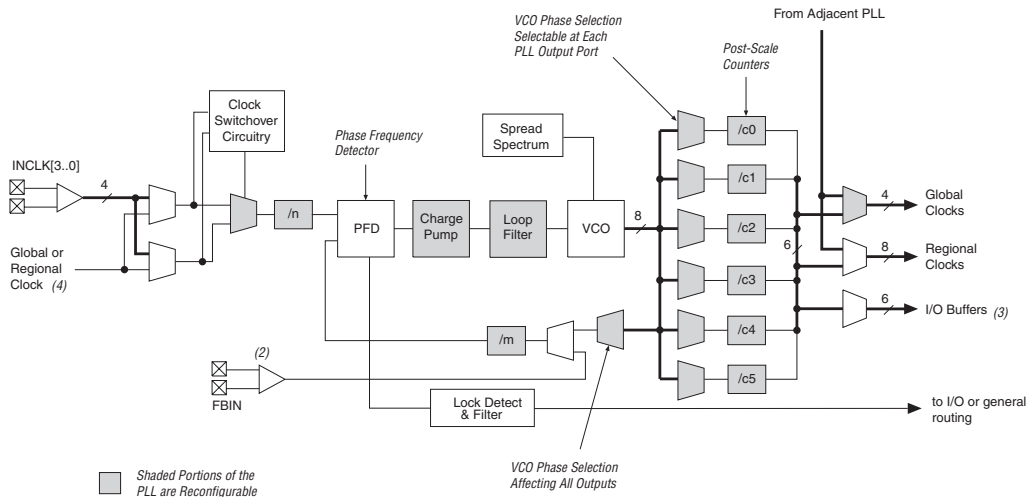 From Adjacent PLL
VCO Phase Selection
Selectable at Each
PLL Output Port
Post-Scale
Counters
Clock
Switchover
Circuitry
Phase Frequency
Detector
Spread
Spectrum
INCLK[3..0]
4
/n
PFD
Charge
Pump
Loop
Filter
VCO
8
/c0
/c1
/c2
6
/c3
/c4
/c5
4
Global
Clocks
8
Regional
Clocks
6
I/O Buffers (3)
Global or
Regional
Clock (4)
/m
(2)
FBIN
Lock Detect
& Filter
to I/O or general
routing
VCO Phase Selection
Affecting All Outputs
Shaded Portions of the
PLL are Reconfigurable